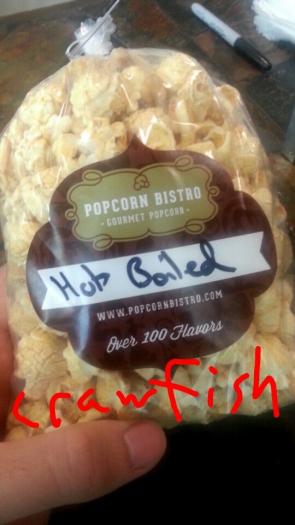 POPCORN BISTRO
- GOURMET POPCORN -
Hot Boiled
WWW.POPCORNBISTRO.COM
Over 100 Flavors
crawfish